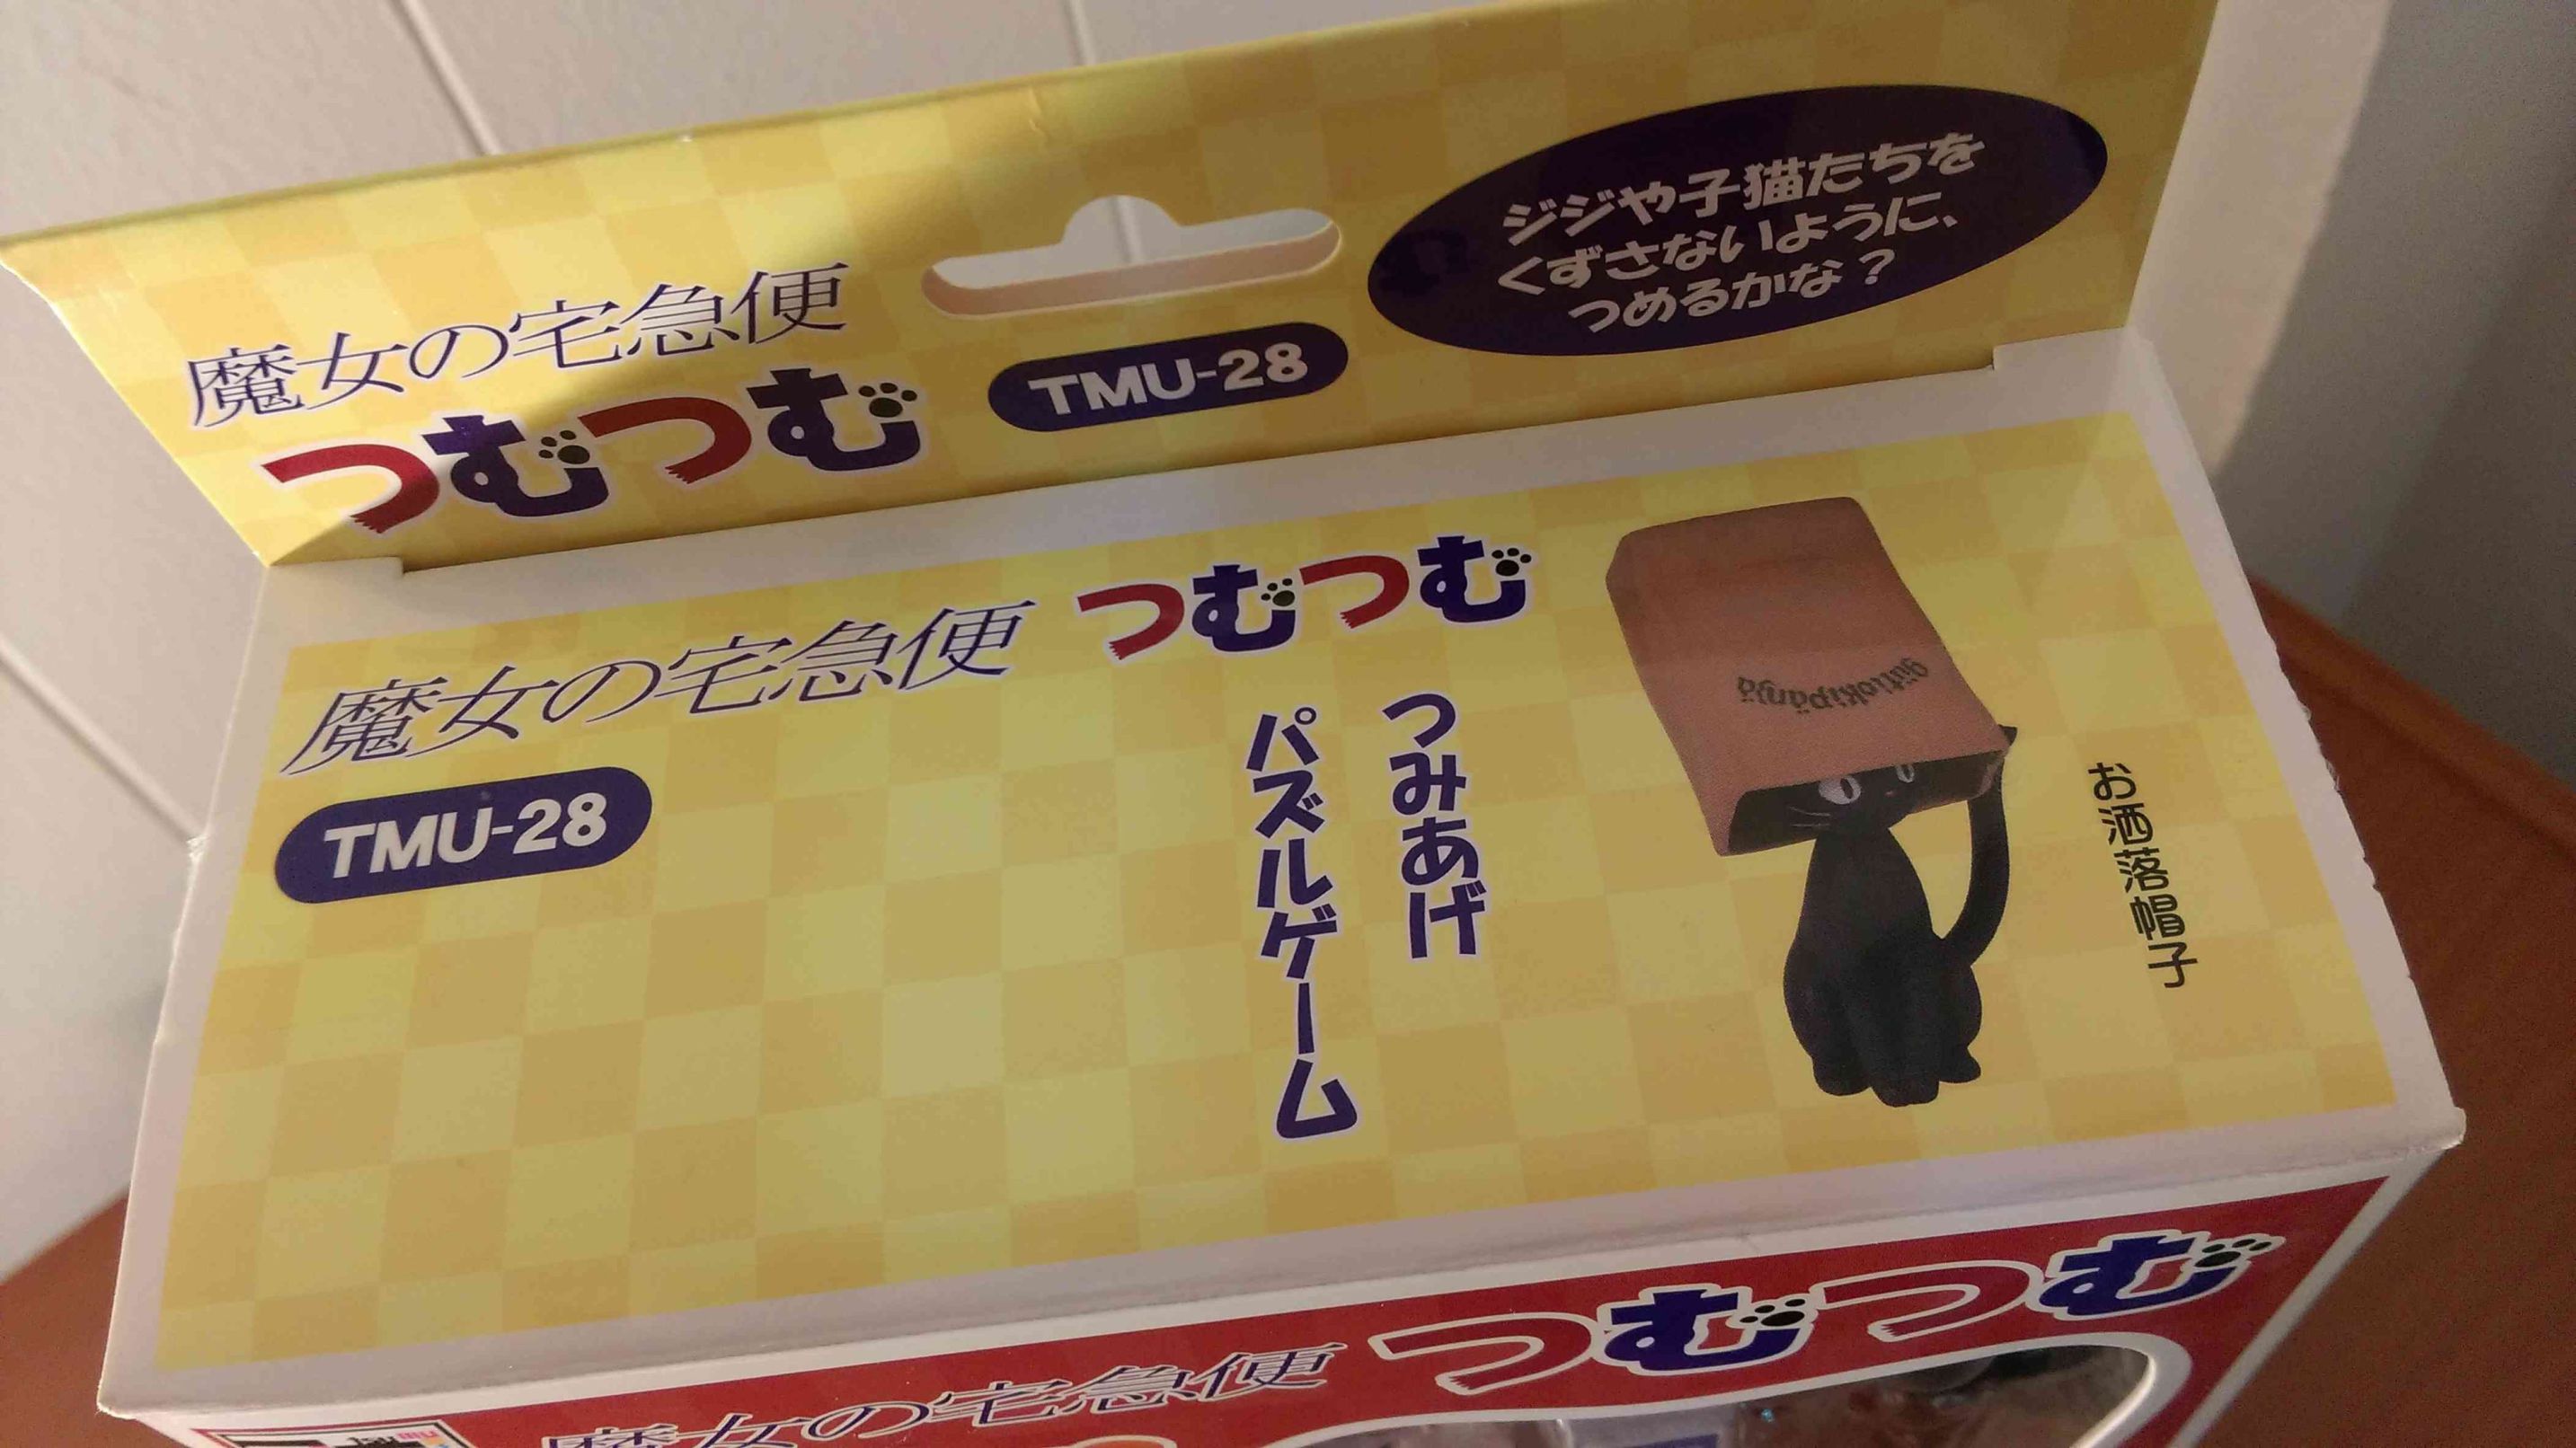 魔女の宅急便
つむつむ
TMU-28
ジジや子猫たちを
くずさないように、
つめるかな？
魔女の宅急便
つむつむ
TMU-28
つみあげ
パズルゲーム
gütiokipänjä
お洒落帽子
魔女の宅急便
つむつむ